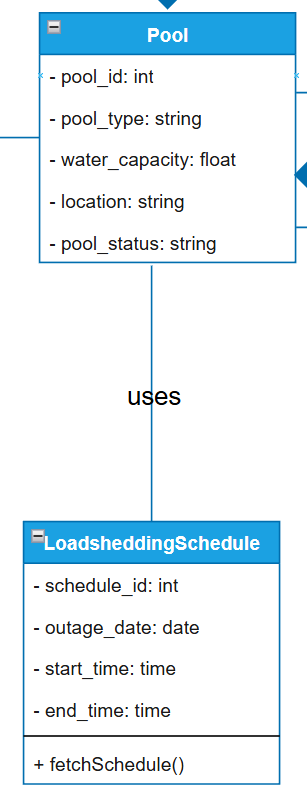 Pool
- pool_id: int
- pool_type: string
- water_capacity: float
- location: string
- pool_status: string
uses
LoadsheddingSchedule
- schedule_id: int
- outage_date: date
- start_time: time
- end_time: time
+ fetchSchedule()